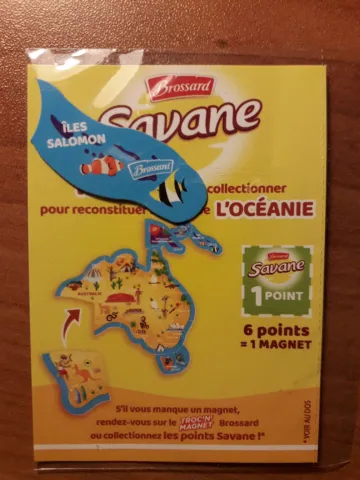 Brossard
Savane
ÎLES
SALOMON
Brossard
collectionner
pour reconstituer
L'OCÉANIE
AUSTRALIE
Brossard
Savane
1 POINT
6 points
= 1 MAGNET
S'il vous manque un magnet,
rendez-vous sur le TROC'N' MAGNET Brossard
ou collectionnez les points Savane !*
* VOIR AU DOS